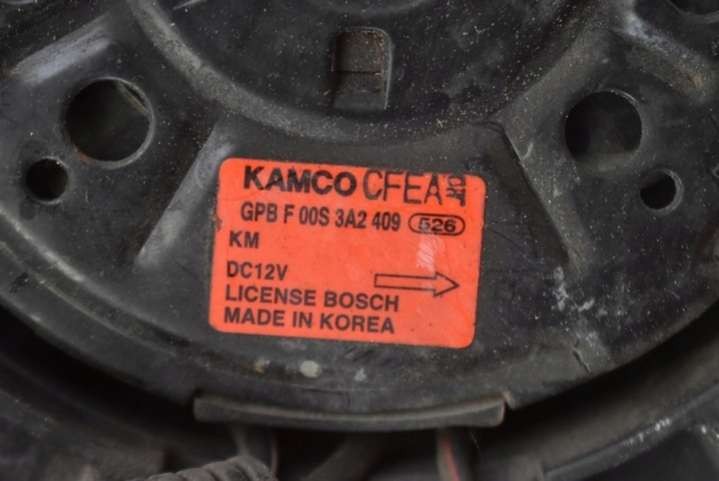 KAMCO CFEA
GPB F 00S 3A2 409 526
KM
DC12V
LICENSE BOSCH
MADE IN KOREA